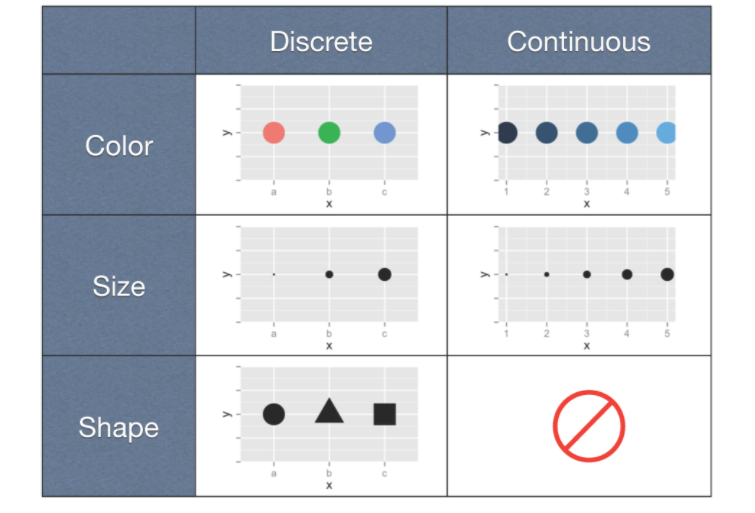 Discrete
Continuous
Color
y
a b c
x
y
1 2 3 4 5
x
Size
y
a b c
x
y
1 2 3 4 5
x
Shape
y
a b c
x